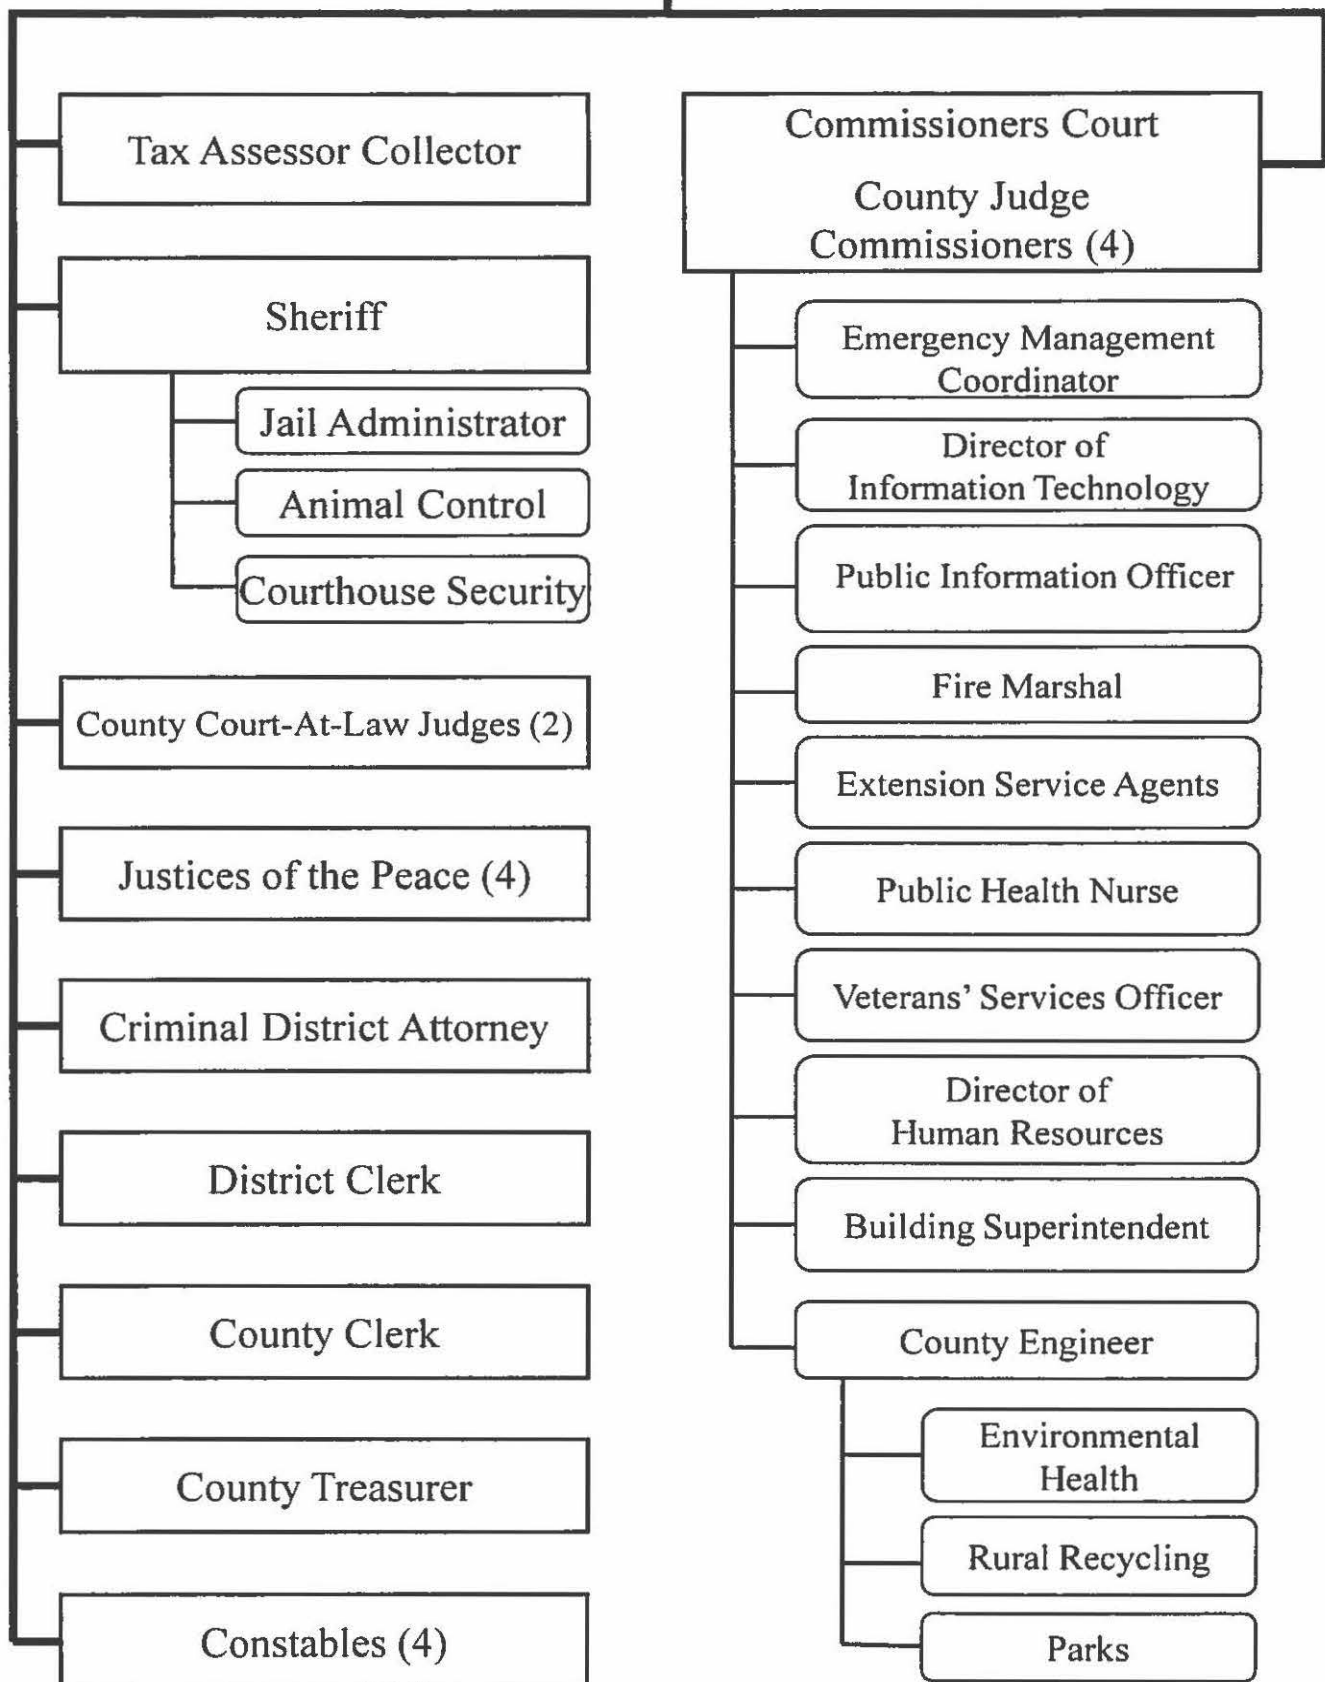 Tax Assessor Collector
Sheriff
Jail Administrator
Animal Control
Courthouse Security
County Court-At-Law Judges (2)
Justices of the Peace (4)
Criminal District Attorney
District Clerk
County Clerk
County Treasurer
Constables (4)
Commissioners Court
County Judge
Commissioners (4)
Emergency Management
Coordinator
Director of
Information Technology
Public Information Officer
Fire Marshal
Extension Service Agents
Public Health Nurse
Veterans’ Services Officer
Director of
Human Resources
Building Superintendent
County Engineer
Environmental
Health
Rural Recycling
Parks